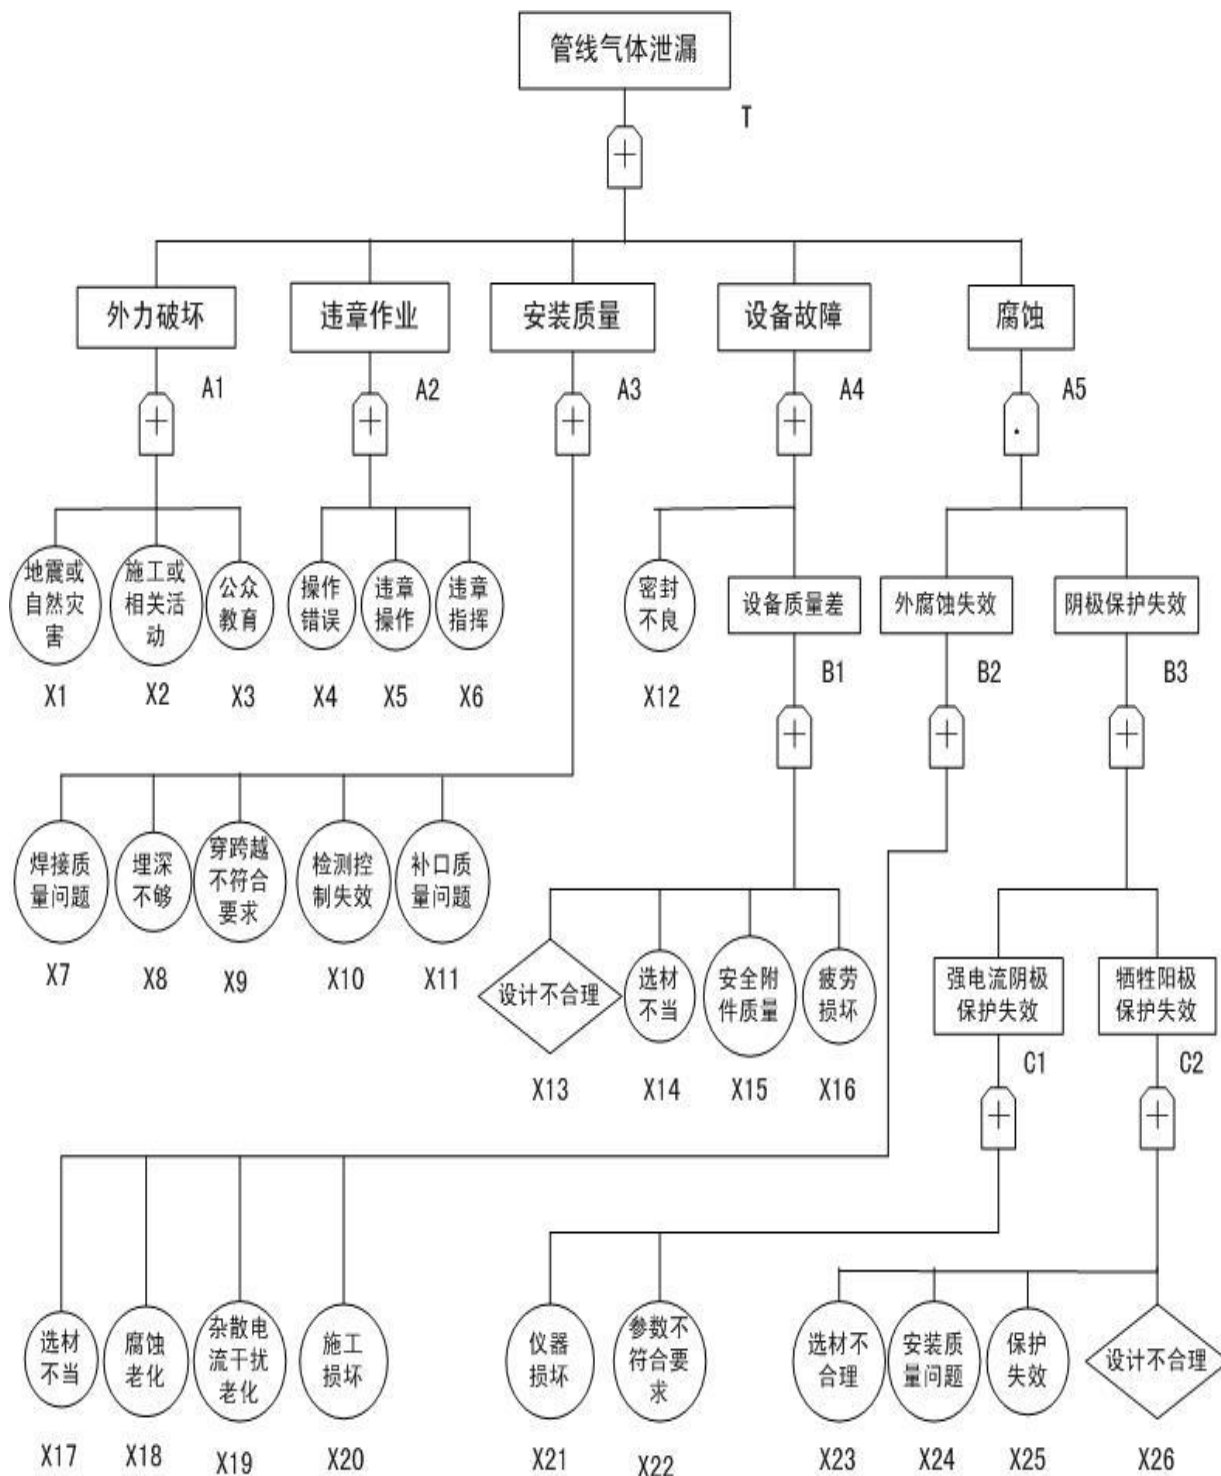 管线气体泄漏
T
+
外力破坏
违章作业
安装质量
设备故障
腐蚀
A1
A2
A3
A4
A5
+
+
+
+
.
地震或
自然灾
害
施工或
相关活
动
公众
教育
操作
错误
违章
操作
违章
指挥
密封
不良
设备质量差
外腐蚀失效
阴极保护失效
X1
X2
X3
X4
X5
X6
X12
B1
B2
B3
+
+
+
焊接质
量问题
埋深
不够
穿跨越
不符合
要求
检测控
制失效
补口质
量问题
X7
X8
X9
X10
X11
设计不合理
选材
不当
安全附
件质量
疲劳
损坏
强电流阴极
保护失效
牺牲阳极
保护失效
X13
X14
X15
X16
C1
C2
+
+
选材
不当
腐蚀
老化
杂散电
流干扰
老化
施工
损坏
仪器
损坏
参数不
符合要
求
选材不
合理
安装质
量问题
保护
失效
设计不合理
X17
X18
X19
X20
X21
X22
X23
X24
X25
X26